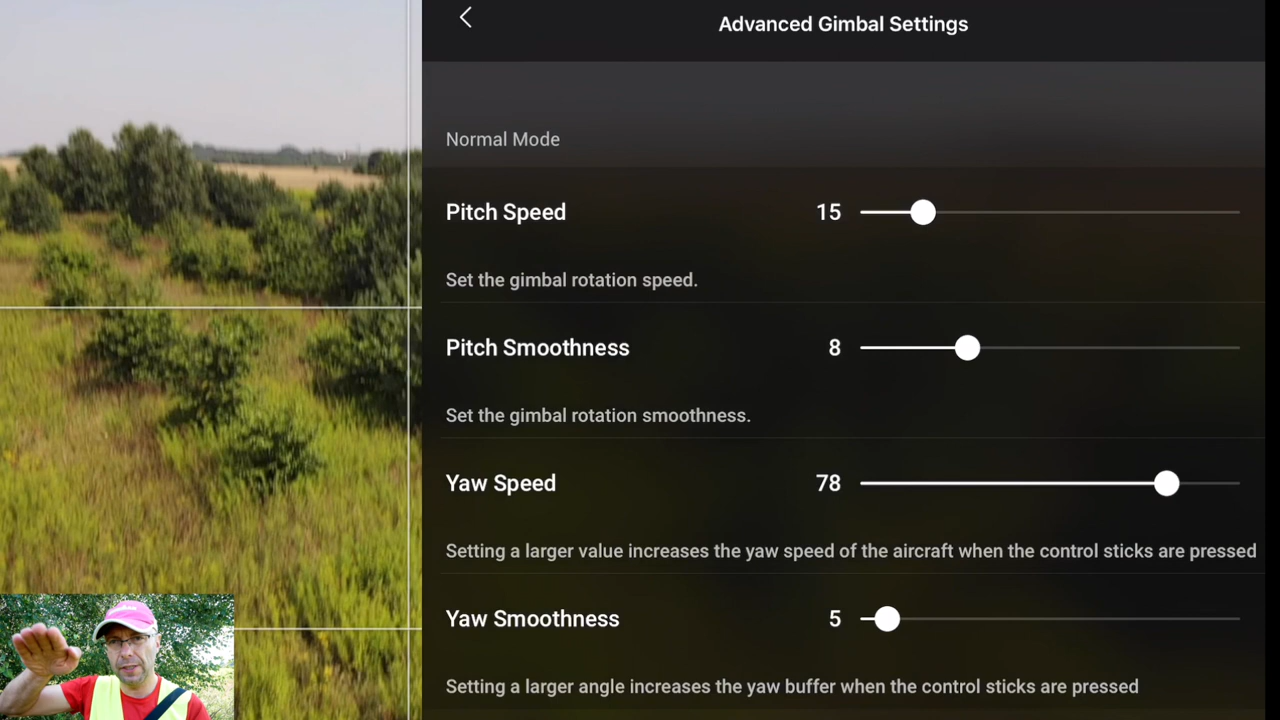 Advanced Gimbal Settings
Normal Mode
Pitch Speed 15
Set the gimbal rotation speed.
Pitch Smoothness 8
Set the gimbal rotation smoothness.
Yaw Speed 78
Setting a larger value increases the yaw speed of the aircraft when the control sticks are pressed
Yaw Smoothness 5
Setting a larger angle increases the yaw buffer when the control sticks are pressed